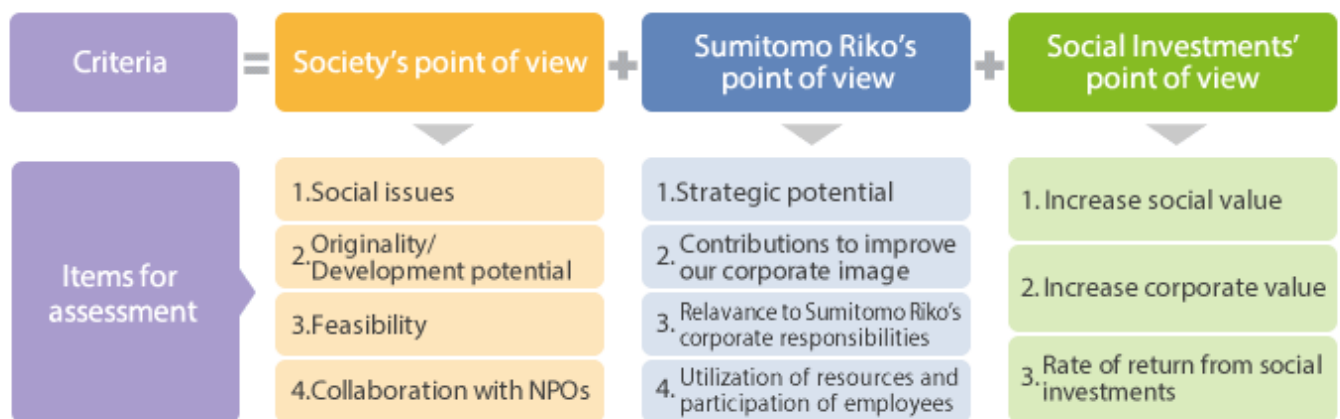 Criteria
=
Society's point of view
+
Sumitomo Riko's
point of view
+
Social Investments'
point of view
Items for
assessment
1.Social issues
2.Originality/
Development potential
3.Feasibility
4.Collaboration with NPOs
1.Strategic potential
2.Contributions to improve
our corporate image
3.Relavance to Sumitomo Riko's
corporate responsibilities
4.Utilization of resources and
participation of employees
1. Increase social value
2. Increase corporate value
3. Rate of return from social
investments